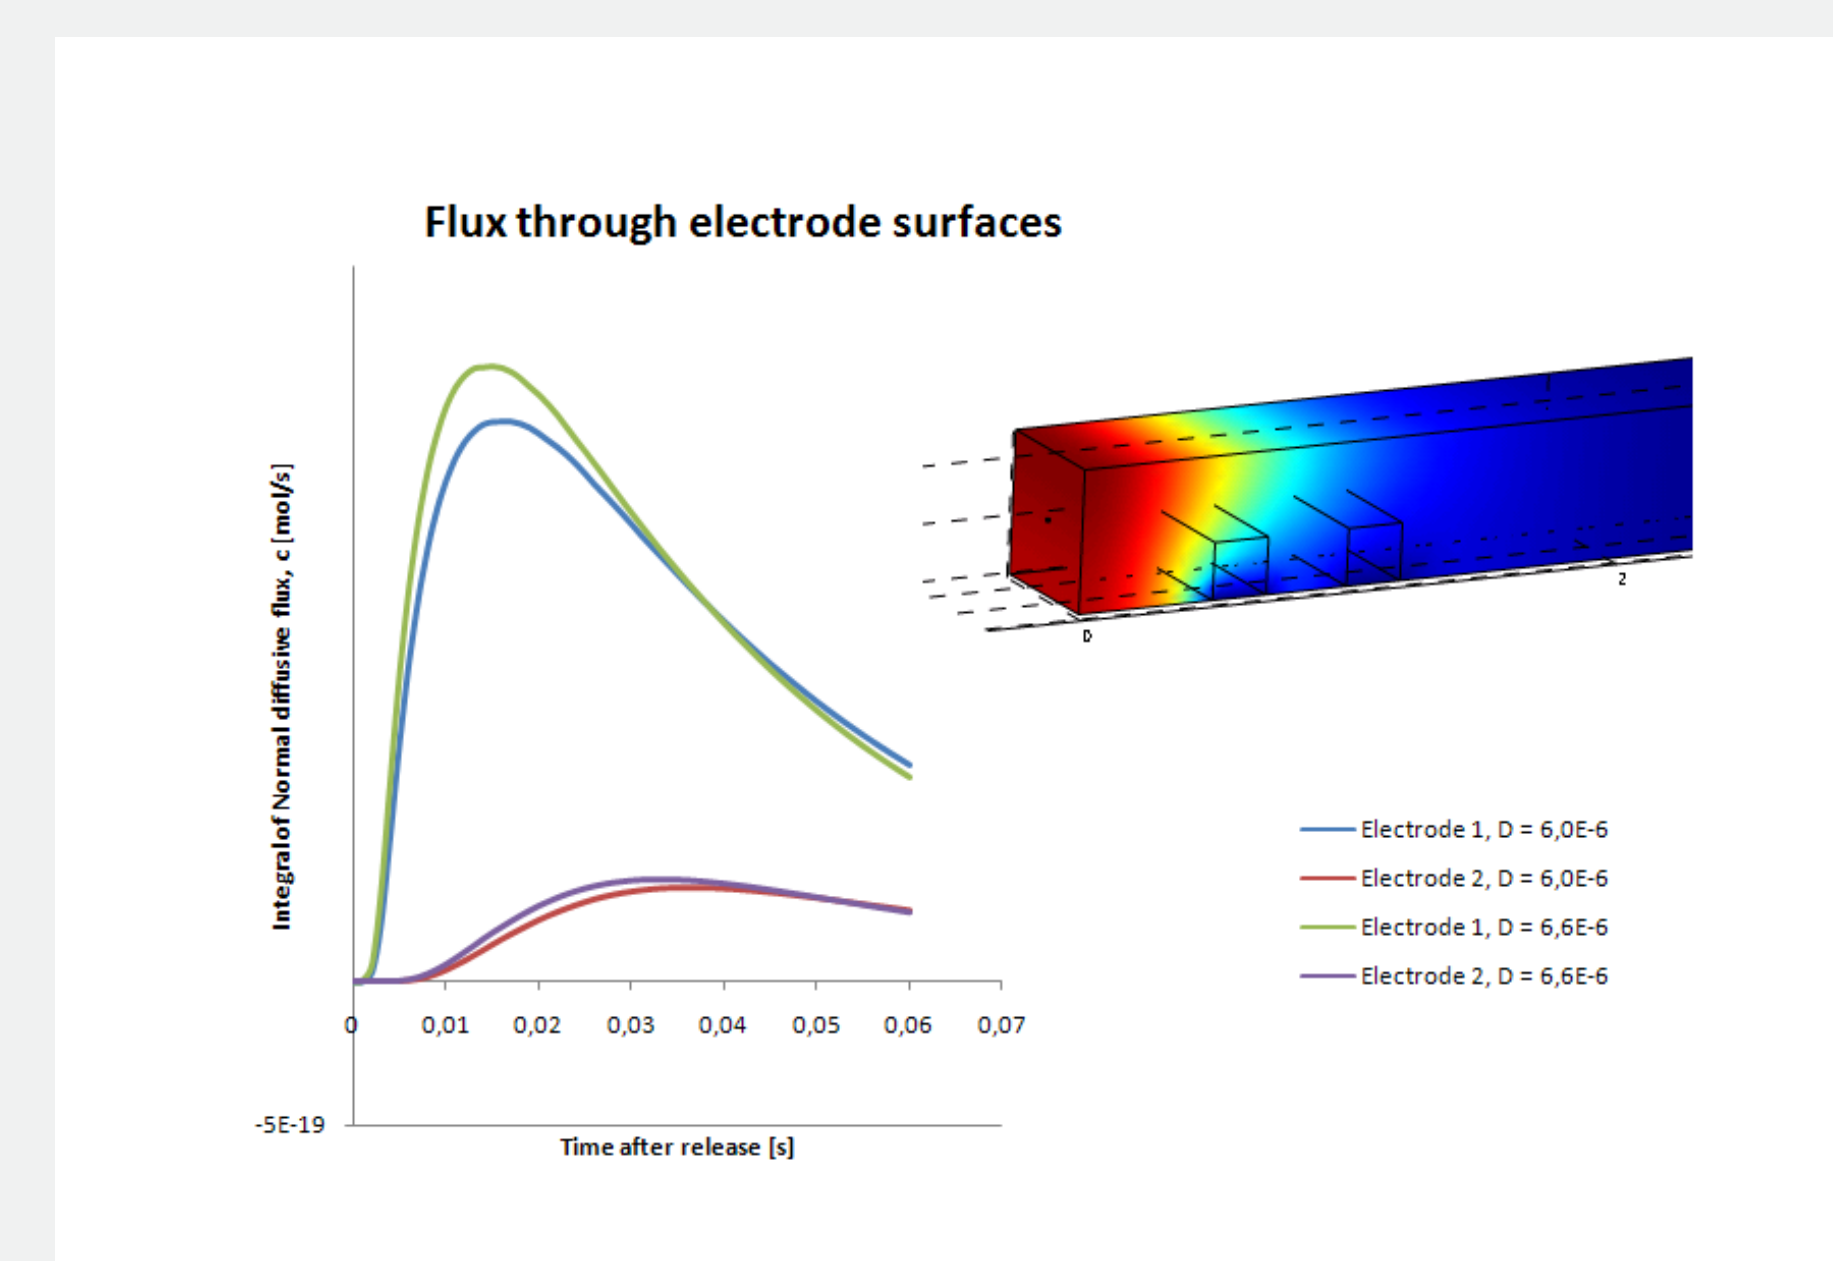 Flux through electrode surfaces
Integral of Normal diffusive flux, c [mol/s]
D
2
Electrode 1, D = 6,0E-6
Electrode 2, D = 6,0E-6
Electrode 1, D = 6,6E-6
Electrode 2, D = 6,6E-6
0 0,01 0,02 0,03 0,04 0,05 0,06 0,07
-5E-19
Time after release [s]